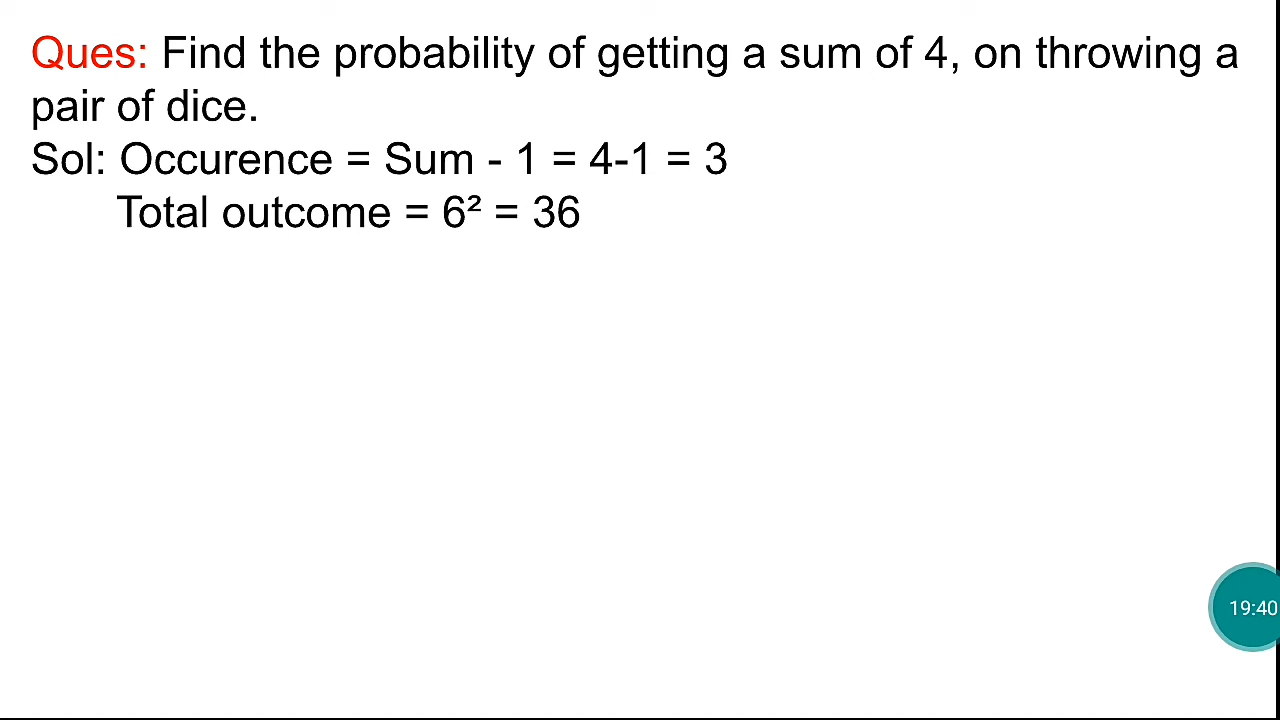 Ques: Find the probability of getting a sum of 4, on throwing a
pair of dice.
Sol: Occurence = Sum - 1 = 4-1 = 3
Total outcome = 6² = 36
19:40